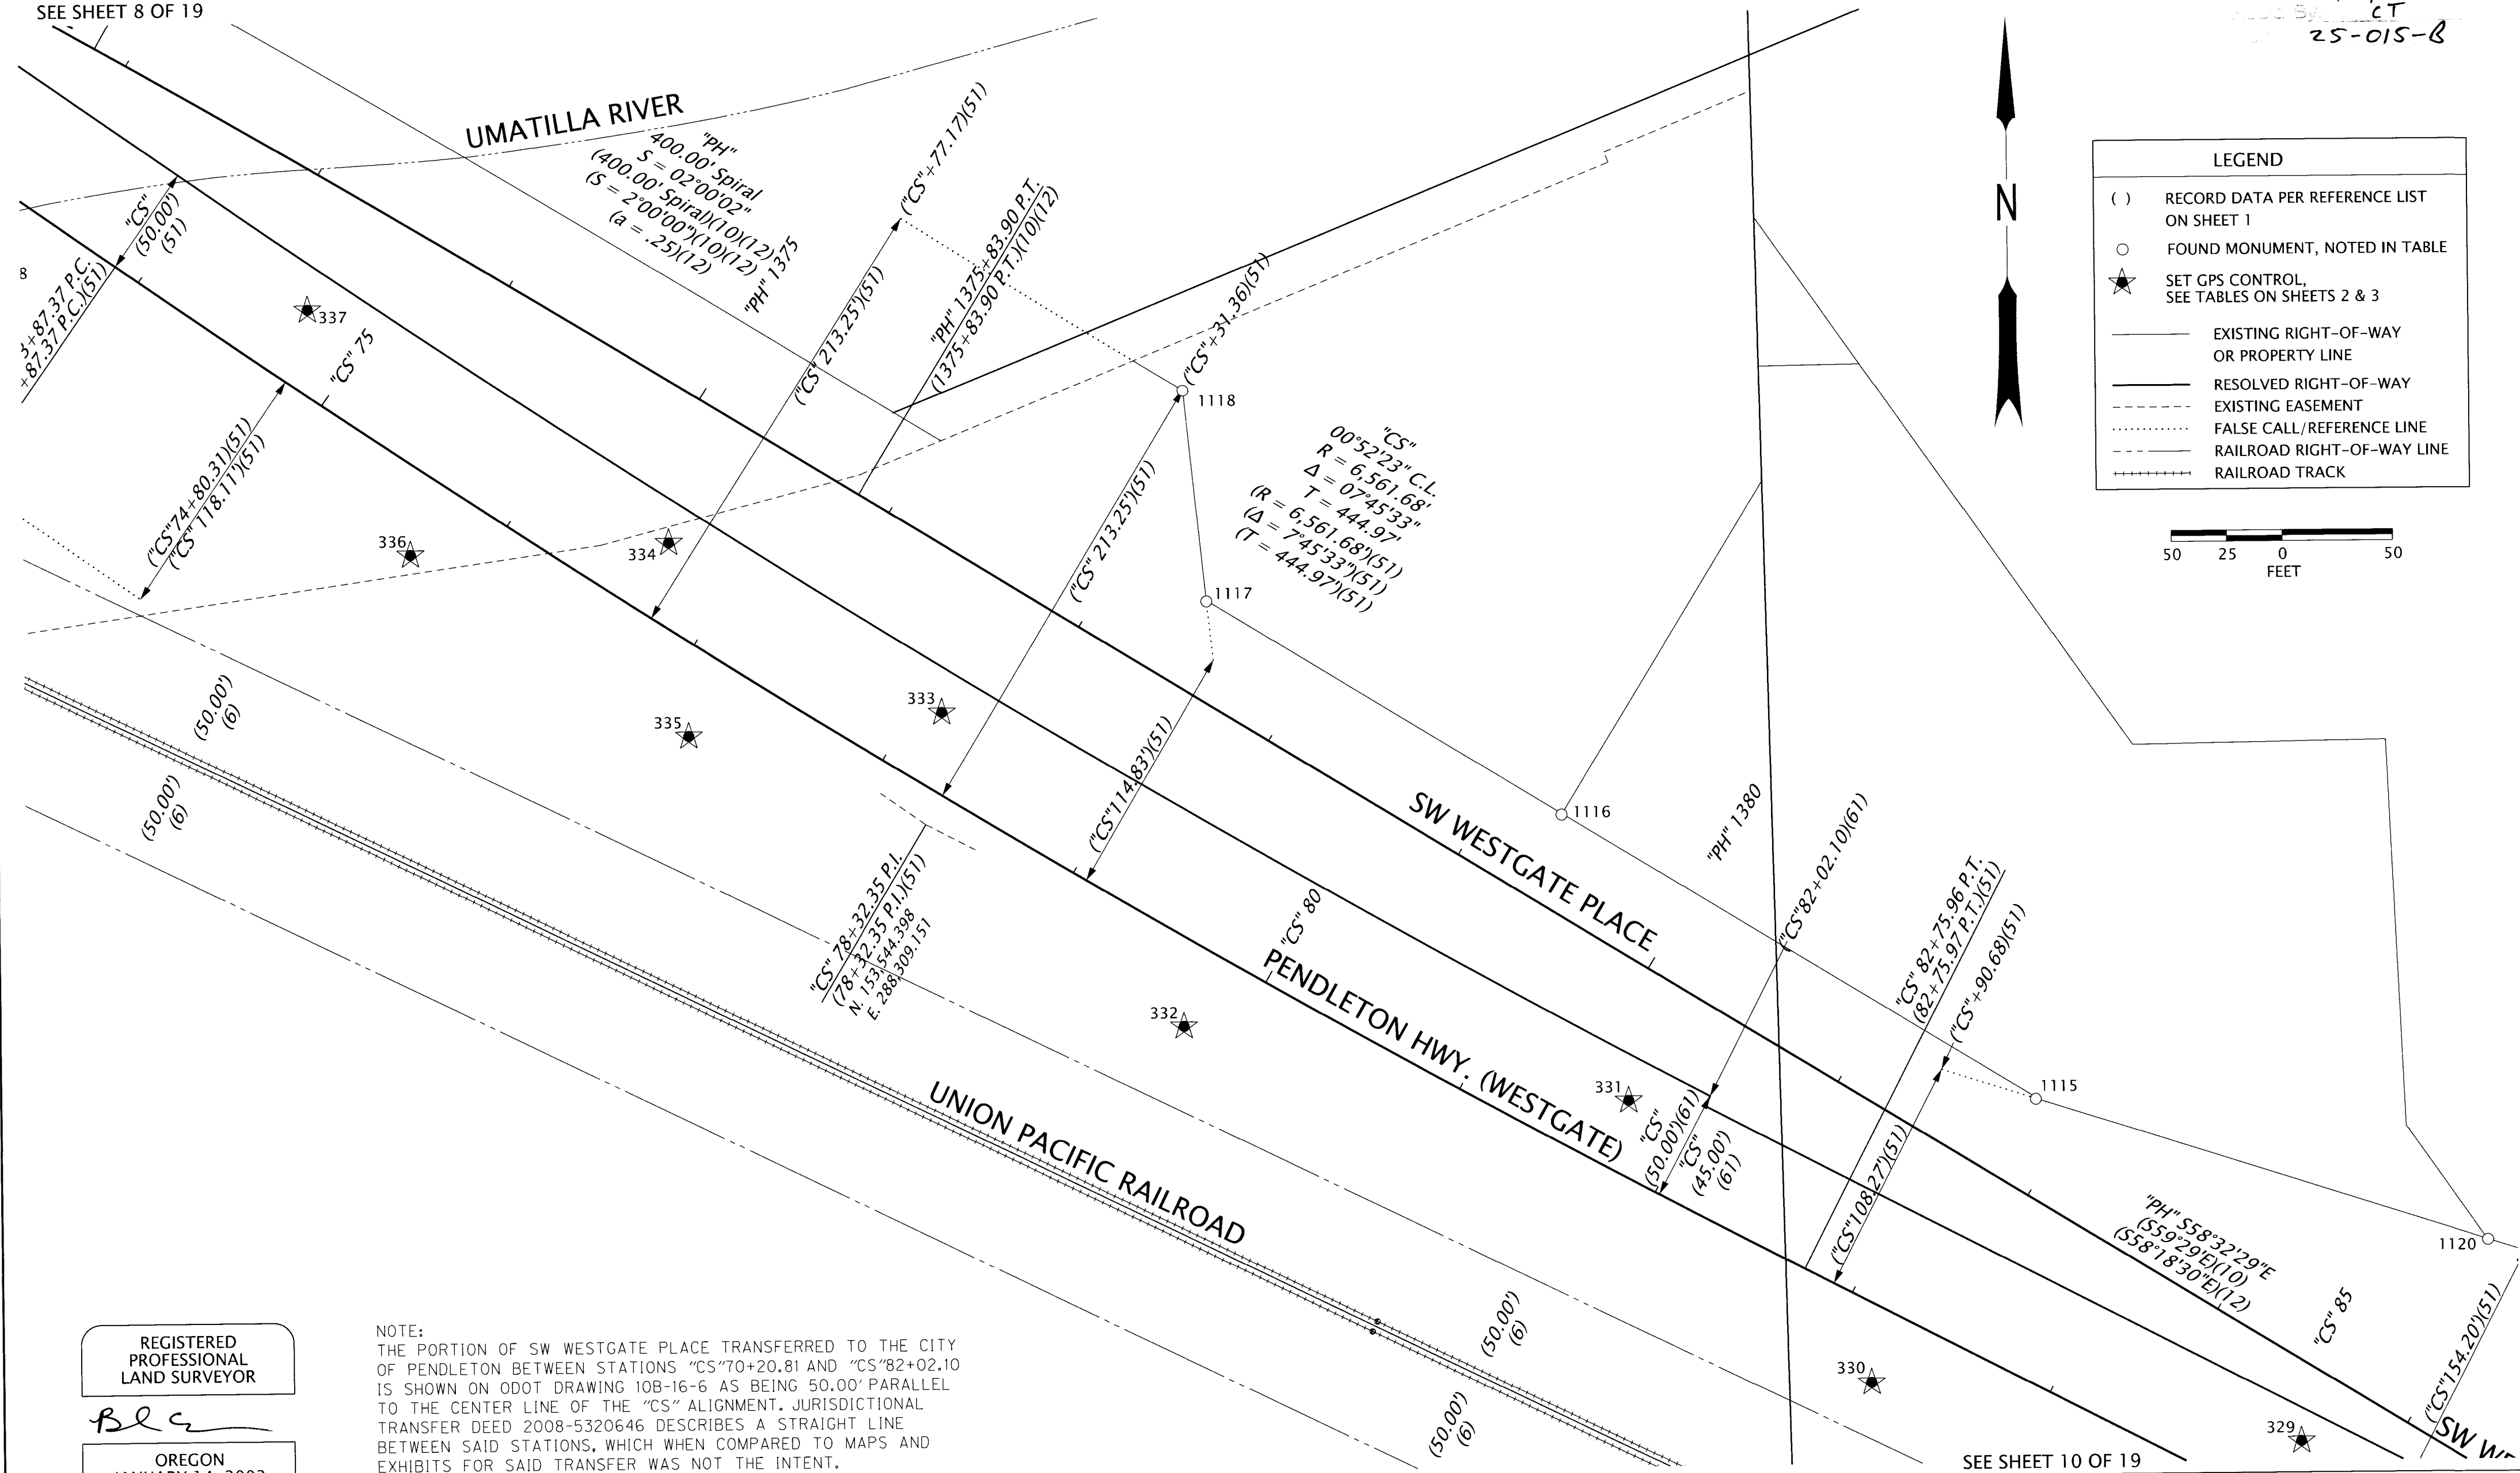 SEE SHEET 8 OF 19
CT
25-015-B
UMATILLA RIVER
"PH"
400.00' Spiral
S = 02°00'02"
(400.00' Spiral)(10)(12)
(S = 2°00'00")(10)(12)
(a = .25)(12)
"PH" 1375
("CS"+77.17)(51)
"PH" 1375+83.90 P.T.
(1375+83.90 P.T.)(10)(12)
("CS"+31.36)(51)
"CS"
(50.00')
(51)
8
3+87.37 P.C.
+87.37 P.C.)(51)
337
"CS" 75
("CS" 213.25')(51)
1118
("CS"74+80.31)(51)
("CS" 118.11')(51)
336
334
("CS" 213.25')(51)
1117
"CS"
00°52'23" C.L.
R = 6,561.68'
Δ = 07°45'33"
T = 444.97'
(R = 6,561.68')(51)
(Δ = 7°45'33")(51)
(T = 444.97')(51)
N
LEGEND
( ) RECORD DATA PER REFERENCE LIST
ON SHEET 1
FOUND MONUMENT, NOTED IN TABLE
SET GPS CONTROL,
SEE TABLES ON SHEETS 2 & 3
EXISTING RIGHT-OF-WAY
OR PROPERTY LINE
RESOLVED RIGHT-OF-WAY
EXISTING EASEMENT
FALSE CALL/REFERENCE LINE
RAILROAD RIGHT-OF-WAY LINE
RAILROAD TRACK
50 25 0 50
FEET
(50.00')
(6)
(50.00')
(6)
335
333
("CS"114.83')(51)
1116
SW WESTGATE PLACE
"PH" 1380
("CS"82+02.10)(61)
"CS" 78+32.35 P.I.
(78+32.35 P.I.)(51)
N. 153,544.398
E. 288,309.151
"CS" 80
PENDLETON HWY. (WESTGATE)
332
UNION PACIFIC RAILROAD
331
"CS"
(50.00')(61)
"CS"
(45.00')
(61)
"CS" 82+75.96 P.T.
(82+75.97 P.T.)(51)
("CS"+90.68)(51)
1115
("CS"108.27')(51)
"PH" S58°32'29"E
(S59°29'E)(10)
(S58°18'30"E)(12)
1120
"CS" 85
("CS"154.20')(51)
(50.00')
(6)
(50.00')
(6)
330
329
SW WE
REGISTERED
PROFESSIONAL
LAND SURVEYOR
OREGON
NOTE:
THE PORTION OF SW WESTGATE PLACE TRANSFERRED TO THE CITY
OF PENDLETON BETWEEN STATIONS "CS"70+20.81 AND "CS"82+02.10
IS SHOWN ON ODOT DRAWING 10B-16-6 AS BEING 50.00' PARALLEL
TO THE CENTER LINE OF THE "CS" ALIGNMENT. JURISDICTIONAL
TRANSFER DEED 2008-5320646 DESCRIBES A STRAIGHT LINE
BETWEEN SAID STATIONS, WHICH WHEN COMPARED TO MAPS AND
EXHIBITS FOR SAID TRANSFER WAS NOT THE INTENT.
SEE SHEET 10 OF 19